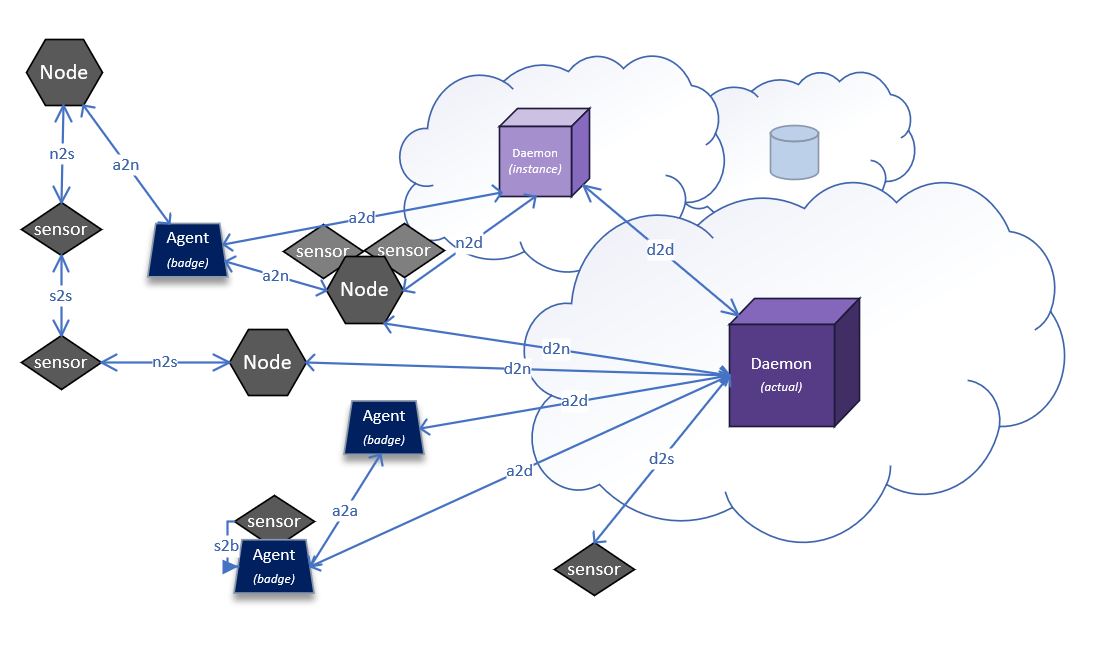 Node
n2s
a2n
Daemon
(instance)
sensor
Agent
(badge)
a2d
sensor
sensor
n2d
d2d
a2n
Node
s2s
sensor
n2s
Node
d2n
d2n
Daemon
(actual)
a2d
Agent
(badge)
a2d
d2s
a2a
sensor
s2b
Agent
(badge)
sensor